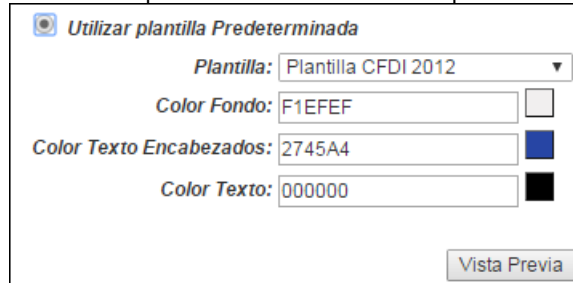 Utilizar plantilla Predeterminada
Plantilla: Plantilla CFDI 2012
Color Fondo: F1EFEF
Color Texto Encabezados: 2745A4
Color Texto: 000000
Vista Previa